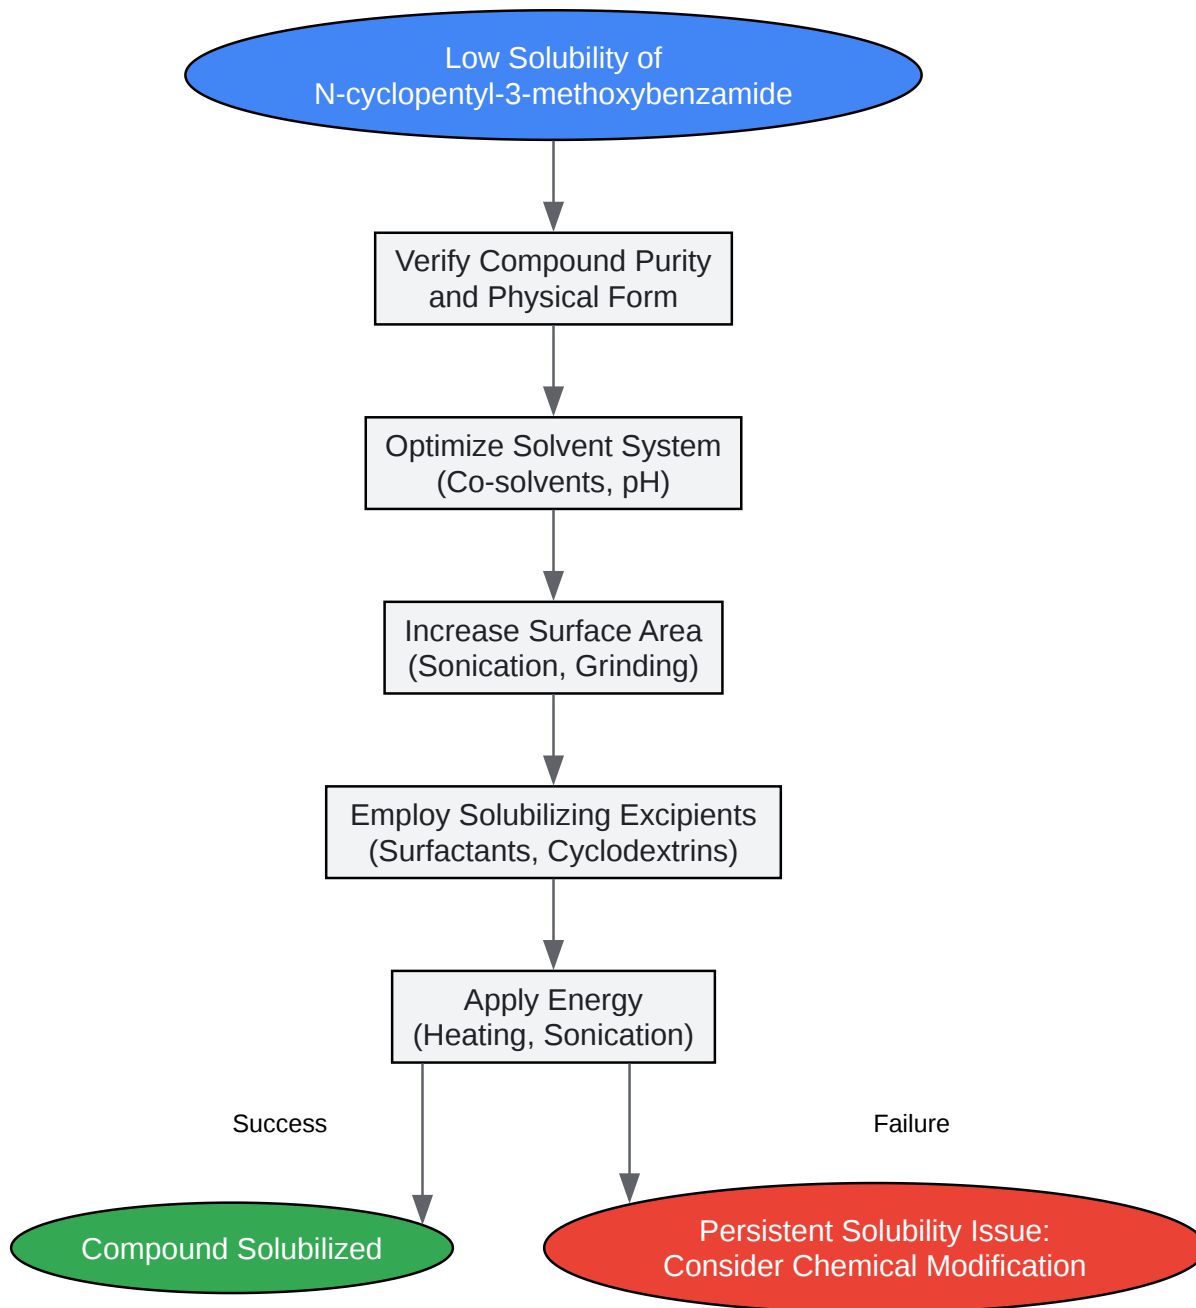 Low Solubility of
N-cyclopentyl-3-methoxybenzamide
Verify Compound Purity
and Physical Form
Optimize Solvent System
(Co-solvents, pH)
Increase Surface Area
(Sonication, Grinding)
Employ Solubilizing Excipients
(Surfactants, Cyclodextrins)
Apply Energy
(Heating, Sonication)
Success
Failure
Compound Solubilized
Persistent Solubility Issue:
Consider Chemical Modification